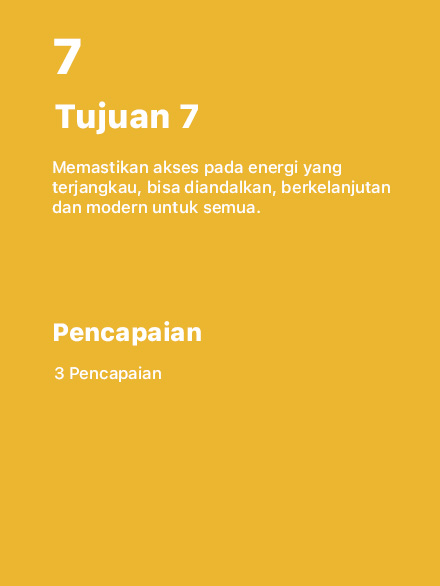 7
Tujuan 7
Memastikan akses pada energi yang
terjangkau, bisa diandalkan, berkelanjutan
dan modern untuk semua.
Pencapaian
3 Pencapaian